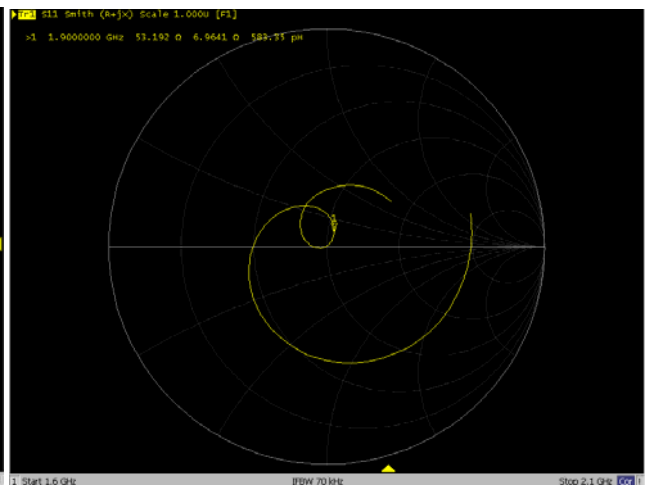 Tr1 S11 Smith (R+jX) Scale 1.000U [F1]
>1 1.9000000 GHz 53.192 Ω 6.9641 Ω 583.35 pH
1 Start 1.6 GHz IFBW 70 kHz Stop 2.1 GHz Cor !